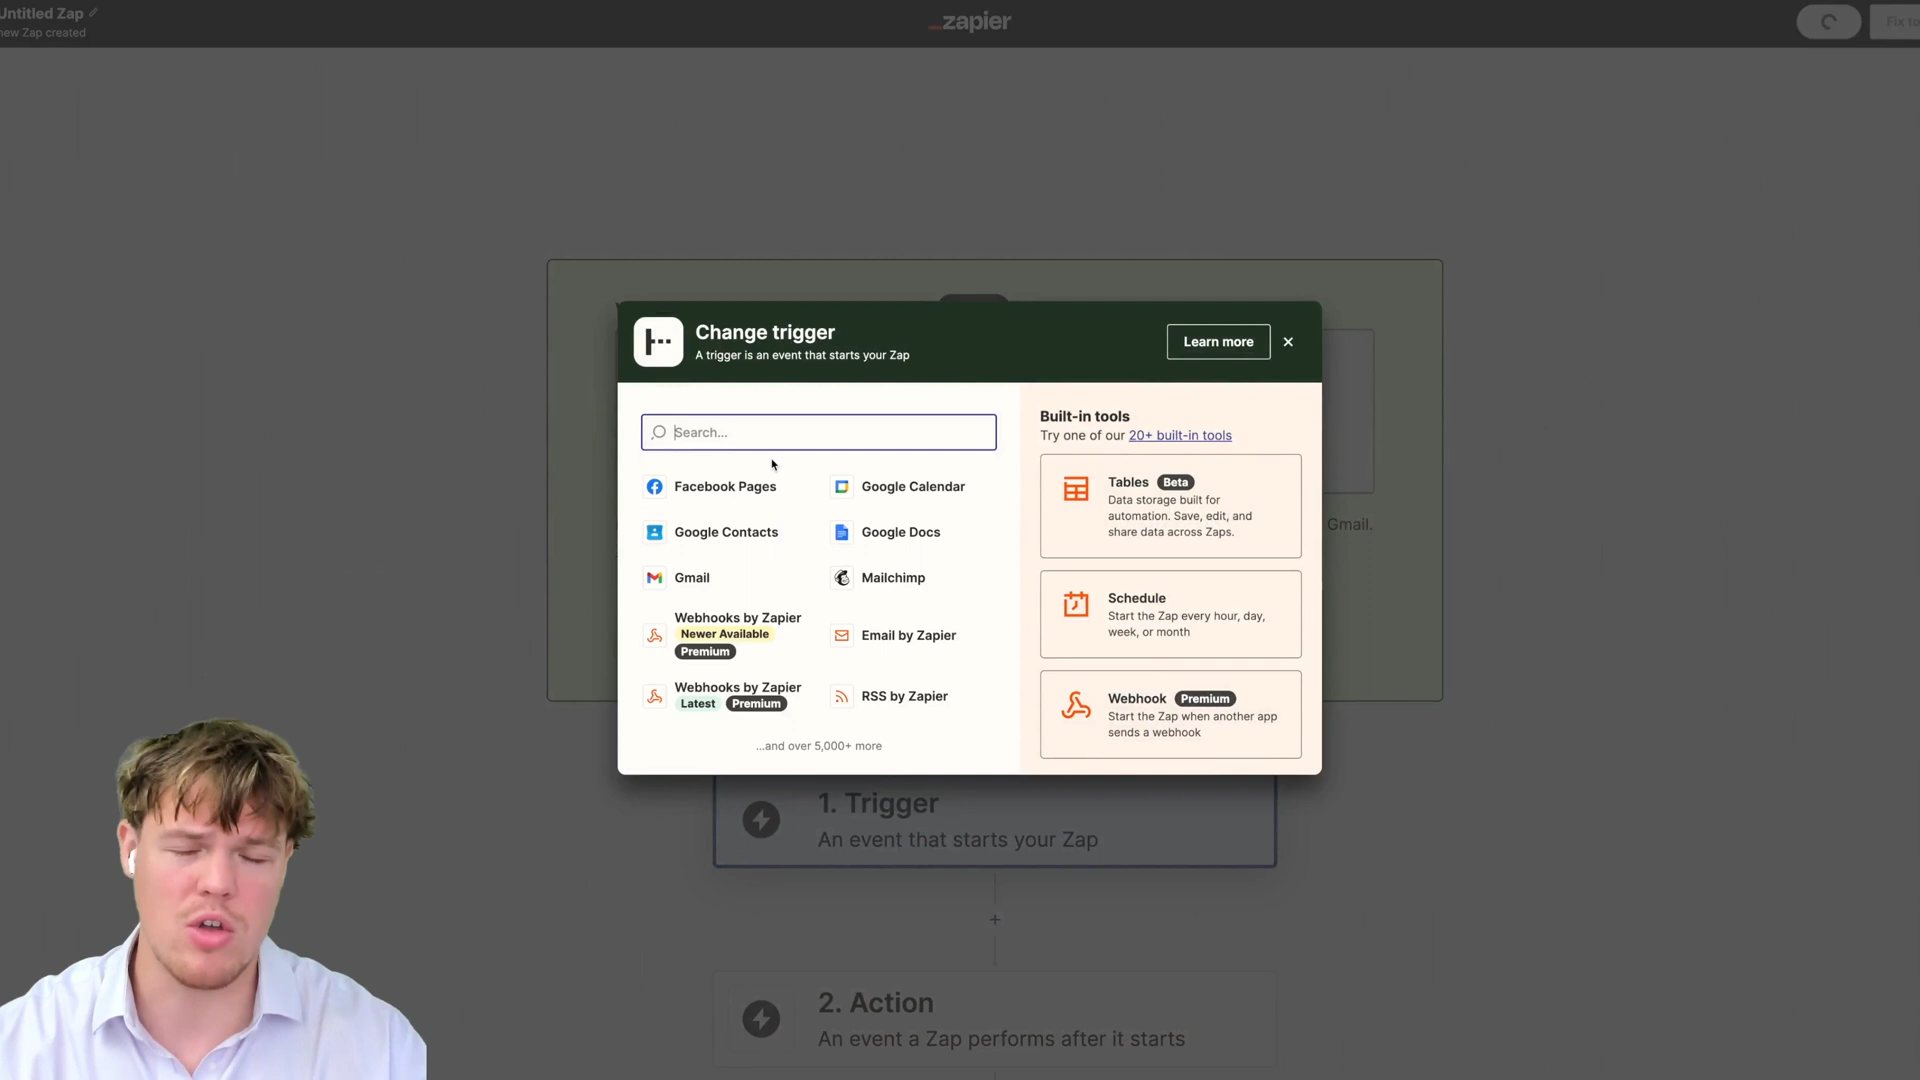 Untitled Zap
new Zap created
zapier
Fix to
Change trigger
A trigger is an event that starts your Zap
Learn more
Search...
Facebook Pages
Google Calendar
Google Contacts
Google Docs
Gmail
Mailchimp
Webhooks by Zapier
Newer Available
Premium
Email by Zapier
Webhooks by Zapier
Latest Premium
RSS by Zapier
...and over 5,000+ more
Built-in tools
Try one of our 20+ built-in tools
Tables Beta
Data storage built for
automation. Save, edit, and
share data across Zaps.
Schedule
Start the Zap every hour, day,
week, or month
Webhook Premium
Start the Zap when another app
sends a webhook
Gmail.
1. Trigger
An event that starts your Zap
+
2. Action
An event a Zap performs after it starts